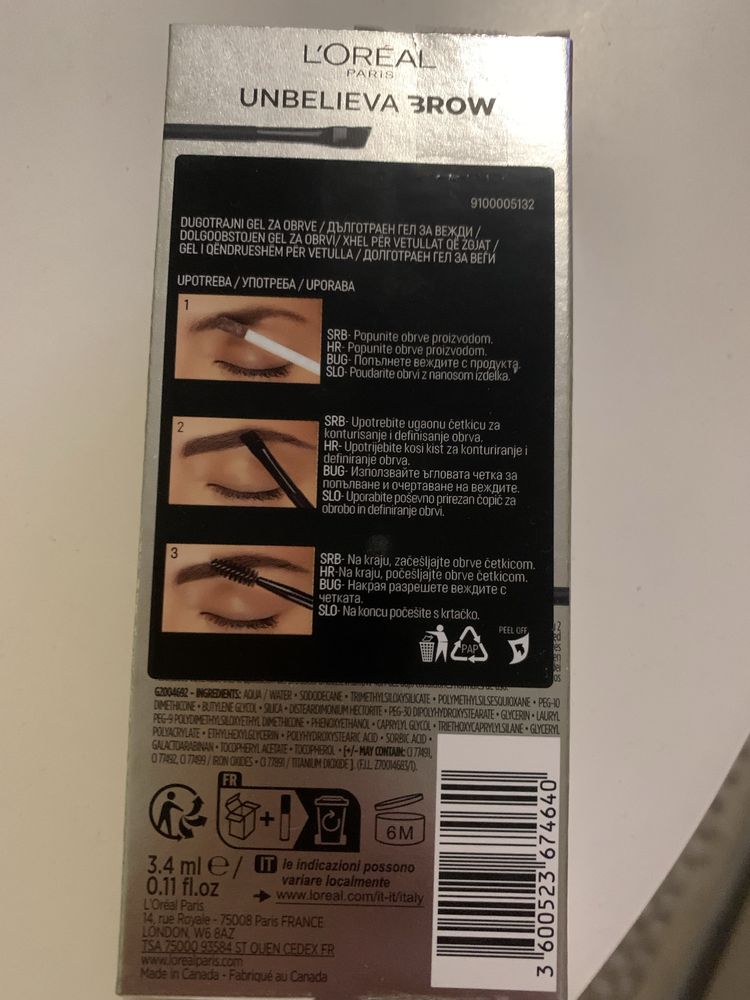 L'ORÉAL
PARIS
UNBELIEVA BROW
9100005132
DUGOTRAJNI GEL ZA OBRVE / ДЪЛГОТРАЕН ГЕЛ ЗА ВЕЖДИ /
DOLGOOBSTOJEN GEL ZA OBRVI/ XHEL PËR VETULLAT QË ZGJAT /
GEL I QËNDRUESHËM PËR VETULLA / ДОЛГОТРАЕН ГЕЛ ЗА ВЕЃИ
UPOTREBA / УПОТРЕБА / UPORABA
1
SRB- Popunite obrve proizvodom.
HR- Popunite obrve proizvodom.
BUG- Попълнете веждите с продукта.
SLO- Poudarite obrvi z nanosom izdelka.
2
SRB- Upotrebite ugaonu četkicu za
konturisanje i definisanje obrva.
HR- Upotrijebite kosi kist za konturiranje i
definiranje obrva.
BUG- Използвайте ъгловата четка за
попълване и очертаване на веждите.
SLO- Uporabite poševno prirezan čopič za
obrobo in definiranje obrvi.
3
SRB- Na kraju, začešljajte obrve četkicom.
HR-Na kraju, počešljajte obrve četkicom.
BUG- Накрая разрешете веждите с
четката.
SLO- Na koncu počešite s krtačko.
PAP
PEEL OFF
G2004692 - INGREDIENTS: AQUA / WATER • SODODECANE • TRIMETHYLSILOXYSILICATE • POLYMETHYLSILSESQUIOXANE • PEG-10
DIMETHICONE • BUTYLENE GLYCOL • SILICA • DISTEARDIMONIUM HECTORITE • PEG-30 DIPOLYHYDROXYSTEARATE • GLYCERIN • LAURYL
PEG-9 POLYDIMETHYLSILOXYETHYL DIMETHICONE • PHENOXYETHANOL • CAPRYLYL GLYCOL • TRIETHOXYCAPRYLYLSILANE • GLYCERYL
POLYACRYLATE • ETHYLHEXYLGLYCERIN • POLYHYDROXYSTEARIC ACID • SORBIC ACID •
GALACTOARABINAN • TOCOPHERYL ACETATE • TOCOPHEROL • [+/- MAY CONTAIN: CI 77491,
CI 77492, CI 77499 / IRON OXIDES • CI 77891 / TITANIUM DIOXIDE ]. (F.I.L. Z70014683/1)
FR
6M
3.4 ml e /
0.11 fl.oz
IT le indicazioni possono
variare localmente
www.loreal.com/it-it/italy
L'Oréal Paris
14, rue Royale - 75008 Paris FRANCE
LONDON, W6 8AZ
TSA 75000 93584 ST OUEN CEDEX FR
www.lorealparis.com
Made in Canada - Fabriqué au Canada
3 600523 674640